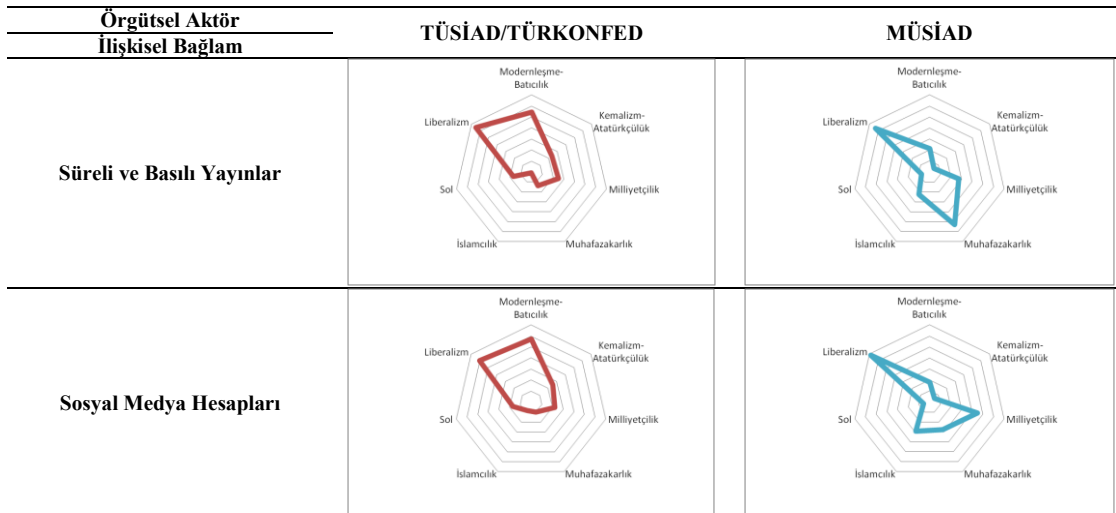 Örgütsel Aktör
İlişkisel Bağlam
TÜSİAD/TÜRKONFED
MÜSİAD
Süreli ve Basılı Yayınlar
Modernleşme-
Batıcılık
Kemalizm-
Atatürkçülük
Milliyetçilik
Muhafazakarlık
İslamcılık
Sol
Liberalizm
Modernleşme-
Batıcılık
Kemalizm-
Atatürkçülük
Milliyetçilik
Muhafazakarlık
İslamcılık
Sol
Liberalizm
Sosyal Medya Hesapları
Modernleşme-
Batıcılık
Kemalizm-
Atatürkçülük
Milliyetçilik
Muhafazakarlık
İslamcılık
Sol
Liberalizm
Modernleşme-
Batıcılık
Kemalizm-
Atatürkçülük
Milliyetçilik
Muhafazakarlık
İslamcılık
Sol
Liberalizm